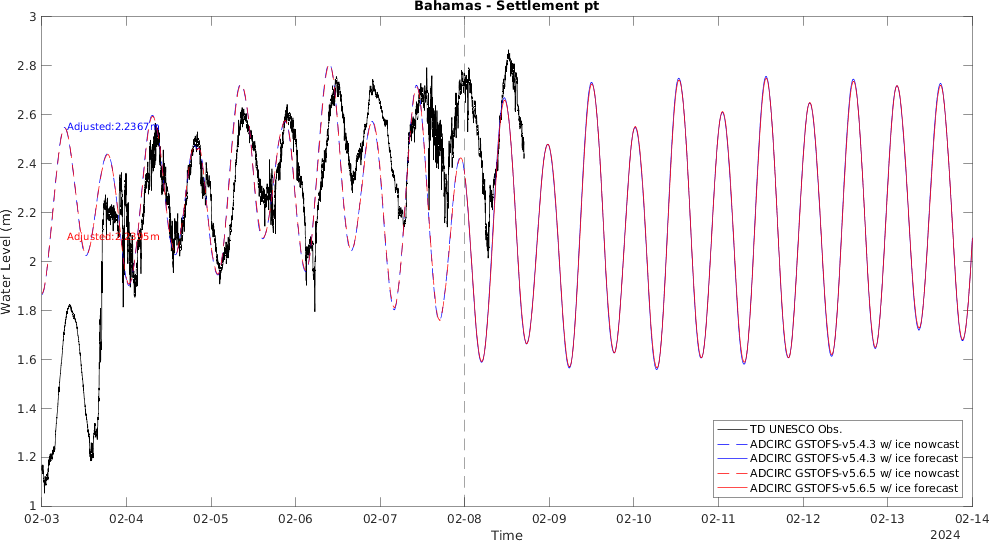 Bahamas - Settlement pt
3
2.8
2.6
2.4
2.2
2
1.8
1.6
1.4
1.2
1
Water Level (m)
Adjusted:2.2367m
02-03
02-04
02-05
02-06
02-07
02-08
02-09
02-10
02-11
02-12
02-13
02-14
Time
2024
TD UNESCO Obs.
ADCIRC GSTOFS-v5.4.3 w/ ice nowcast
ADCIRC GSTOFS-v5.4.3 w/ ice forecast
ADCIRC GSTOFS-v5.6.5 w/ ice nowcast
ADCIRC GSTOFS-v5.6.5 w/ ice forecast